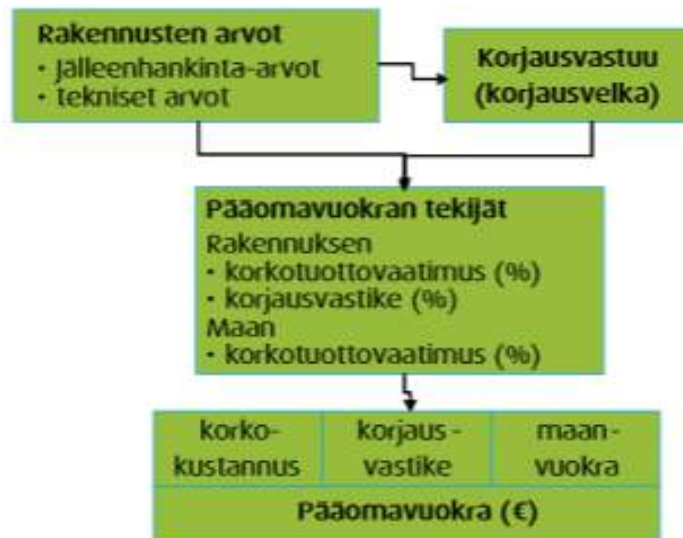 Rakennusten arvot
• Jälleenhankinta-arvot
• tekniset arvot
Korjausvastuu
(korjausvelka)
Pääomavuokran tekijät
Rakennuksen
• korkotuottovaatimus (%)
• korjausvastike (%)
Maan
• korkotuottovaatimus (%)
korko-
kustannus
korjaus -
vastike
maan-
vuokra
Pääomavuokra (€)